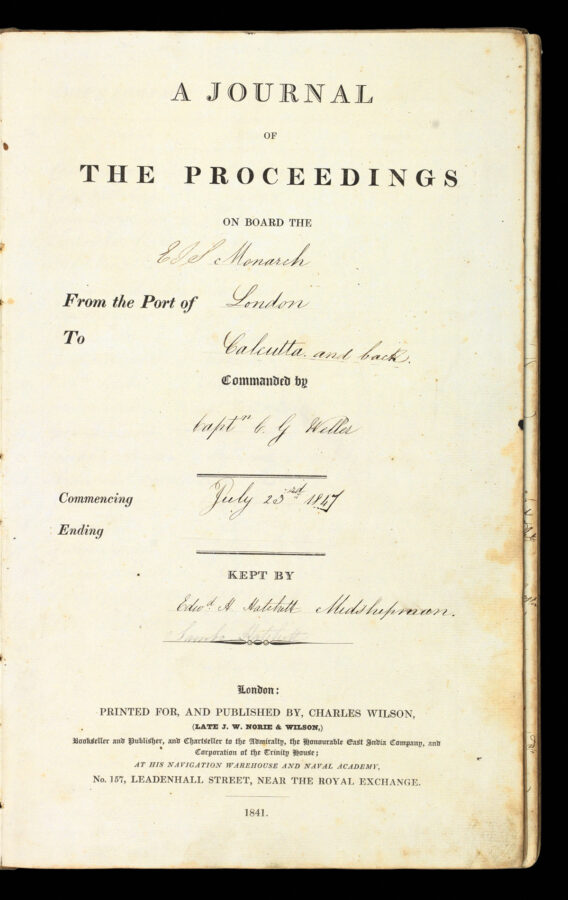 A JOURNAL
OF
THE PROCEEDINGS
ON BOARD THE
E I S Monarch
From the Port of London
To Calcutta and back.
Commanded by
Captn C. G Weller
Commencing July 23rd 1847
Ending
KEPT BY
Edwd H. Midshipman.
London:
PRINTED FOR, AND PUBLISHED BY, CHARLES WILSON,
(LATE J. W. NORIE & WILSON,)
Bookseller and Publisher, and Chartseller to the Admiralty, the Honourable East India Company, and
Corporation of the Trinity House;
AT HIS NAVIGATION WAREHOUSE AND NAVAL ACADEMY,
No. 157, LEADENHALL STREET, NEAR THE ROYAL EXCHANGE.
1841.